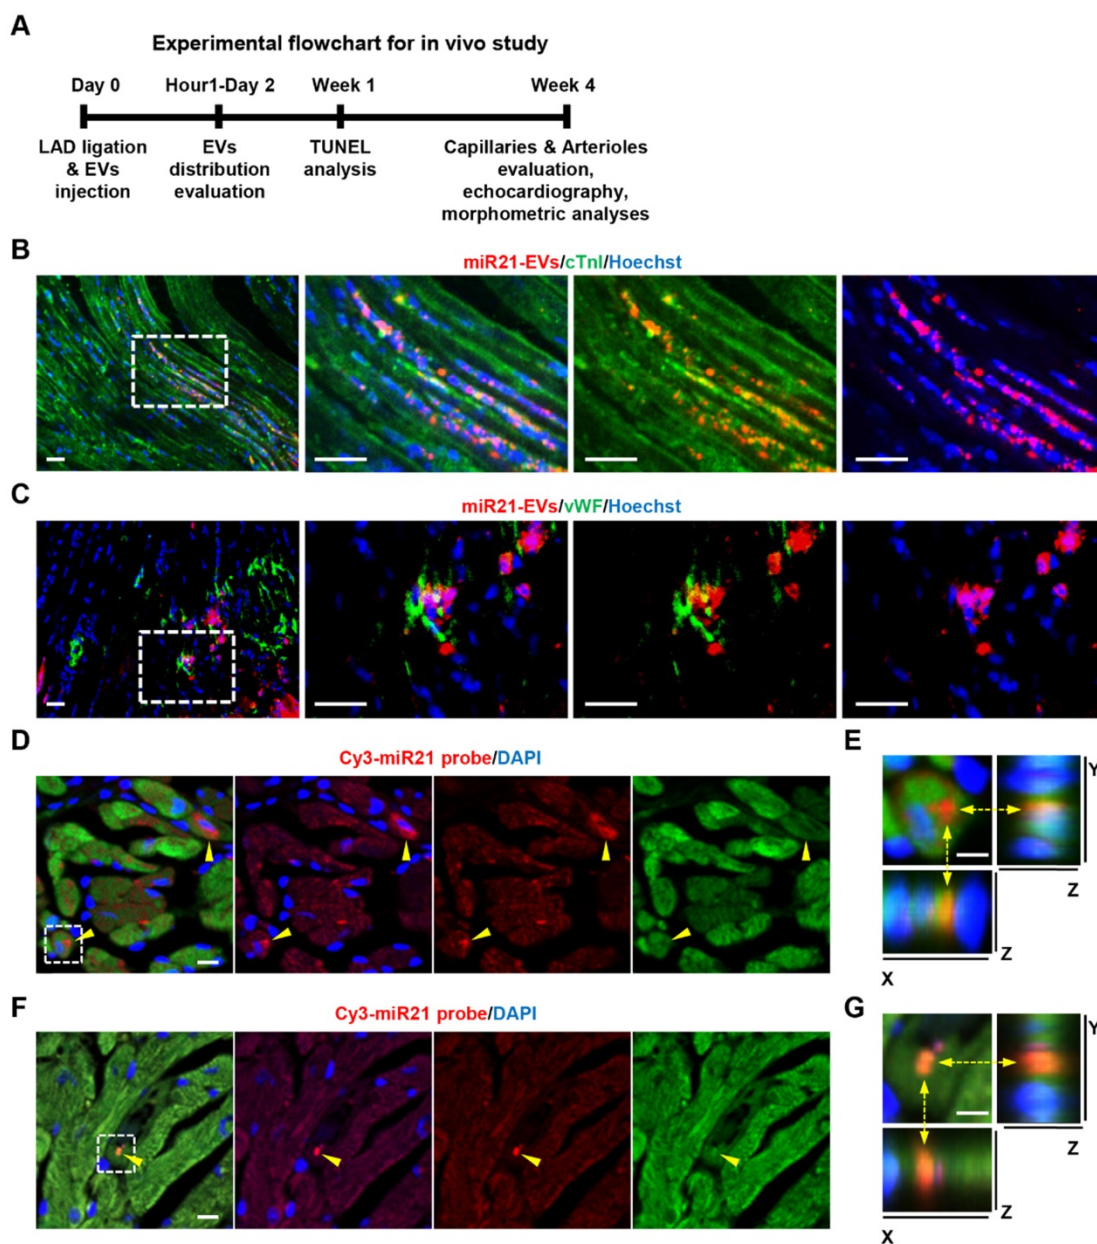 A
Experimental flowchart for in vivo study
Day 0 Hour1-Day 2 Week 1 Week 4
LAD ligation EVs TUNEL Capillaries & Arterioles
& EVs distribution analysis evaluation,
injection evaluation echocardiography,
morphometric analyses
B
miR21-EVs/cTnI/Hoechst
C
miR21-EVs/vWF/Hoechst
D
Cy3-miR21 probe/DAPI
E
Y
Z
Z
X
F
Cy3-miR21 probe/DAPI
G
Y
Z
Z
X